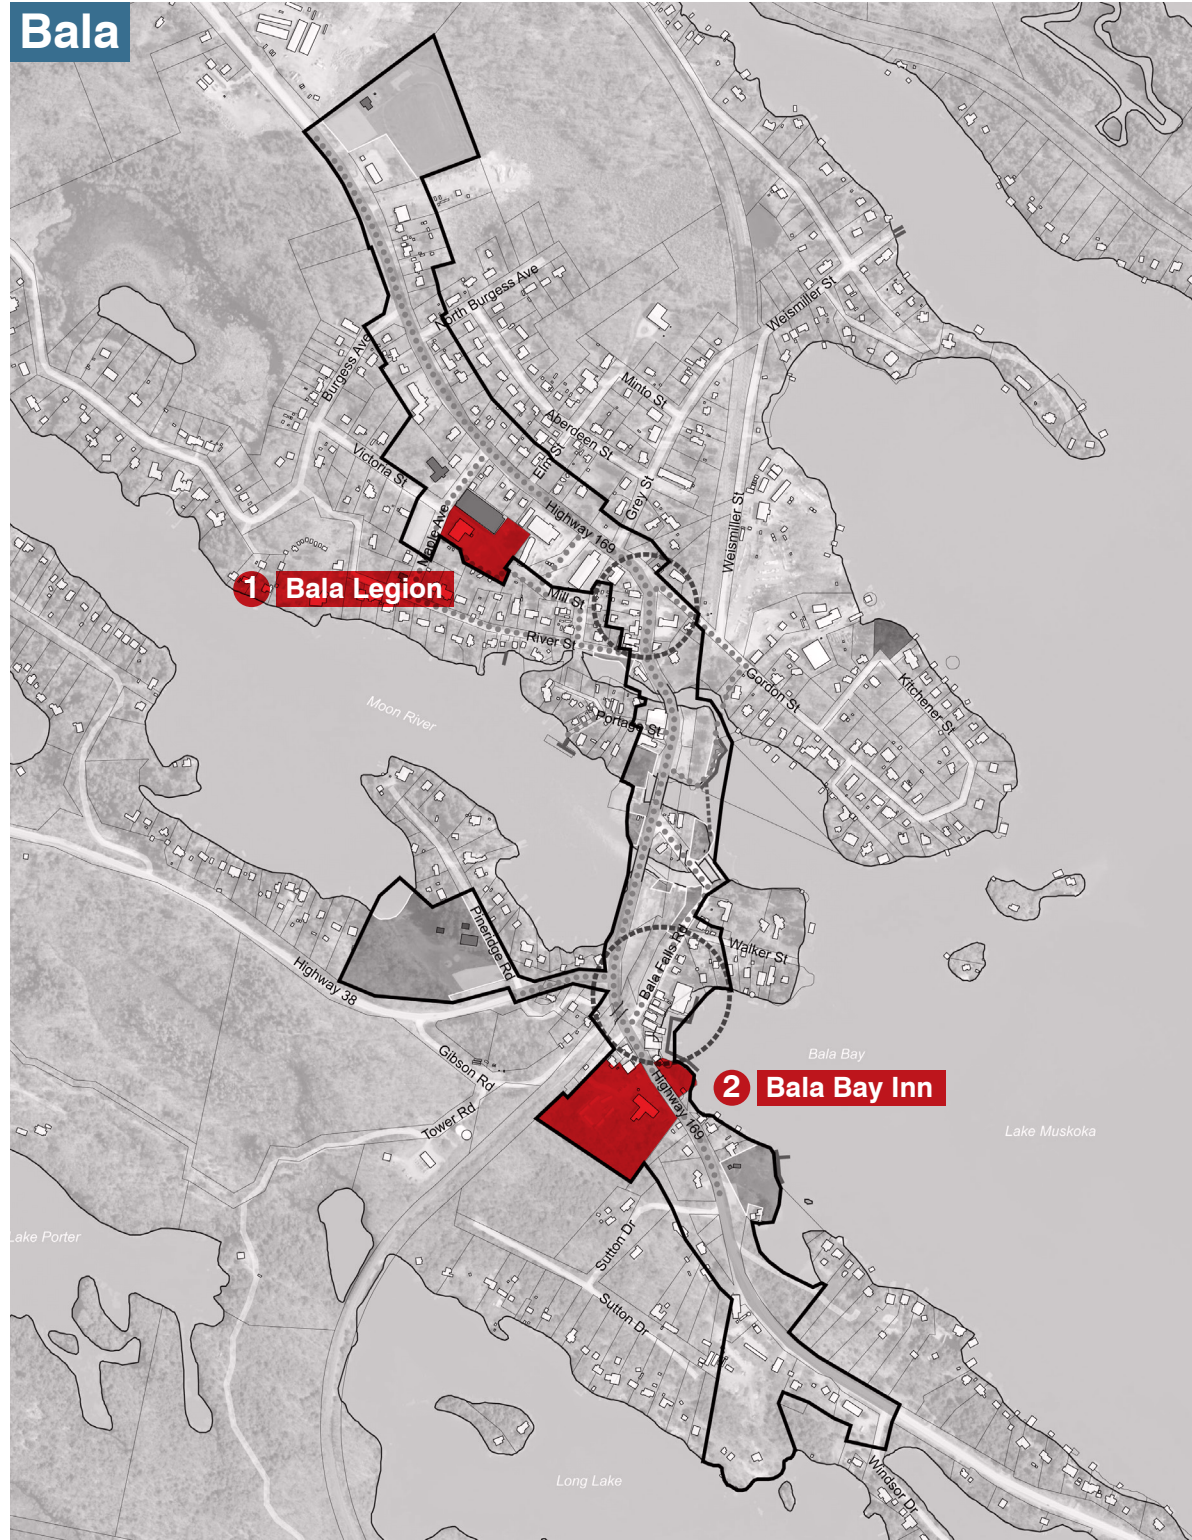 Bala
North Burgess Ave
Weismiller St
Burgess Ave
Minto St
Aberdeen St
Victoria St
Elm St
Grey St
Highway 169
Weismiller St
Maple Ave
1 Bala Legion
Mill St
River St
Gordon St
Kitchener St
Moon River
Portage St
Pineridge Rd
Walker St
Bala Falls Rd
Highway 38
Bala Bay
Gibson Rd
Highway 169
2 Bala Bay Inn
Tower Rd
Lake Muskoka
Lake Porter
Sutton Dr
Sutton Dr
Long Lake
Windsor Dr